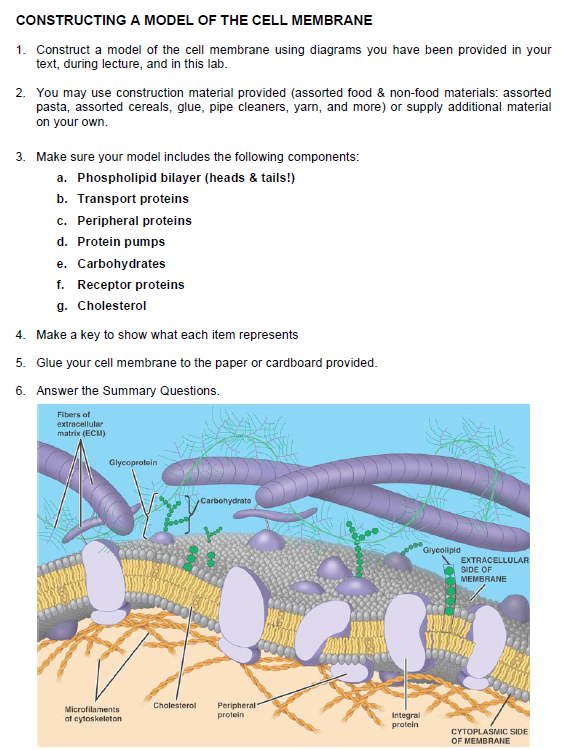 CONSTRUCTING A MODEL OF THE CELL MEMBRANE
1. Construct a model of the cell membrane using diagrams you have been provided in your
text, during lecture, and in this lab.
2. You may use construction material provided (assorted food & non-food materials: assorted
pasta, assorted cereals, glue, pipe cleaners, yarn, and more) or supply additional material
on your own.
3. Make sure your model includes the following components:
a. Phospholipid bilayer (heads & tails!)
b. Transport proteins
c. Peripheral proteins
d. Protein pumps
e. Carbohydrates
f. Receptor proteins
g. Cholesterol
4. Make a key to show what each item represents
5. Glue your cell membrane to the paper or cardboard provided.
6. Answer the Summary Questions.
Fibers of
extracellular
matrix (ECM)
Glycoprotein
Carbohydrate
Glycolipid
EXTRACELLULAR
SIDE OF
MEMBRANE
Microfilaments
of cytoskeleton
Cholesterol
Peripheral
protein
Integral
protein
CYTOPLASMIC SIDE
OF MEMBRANE